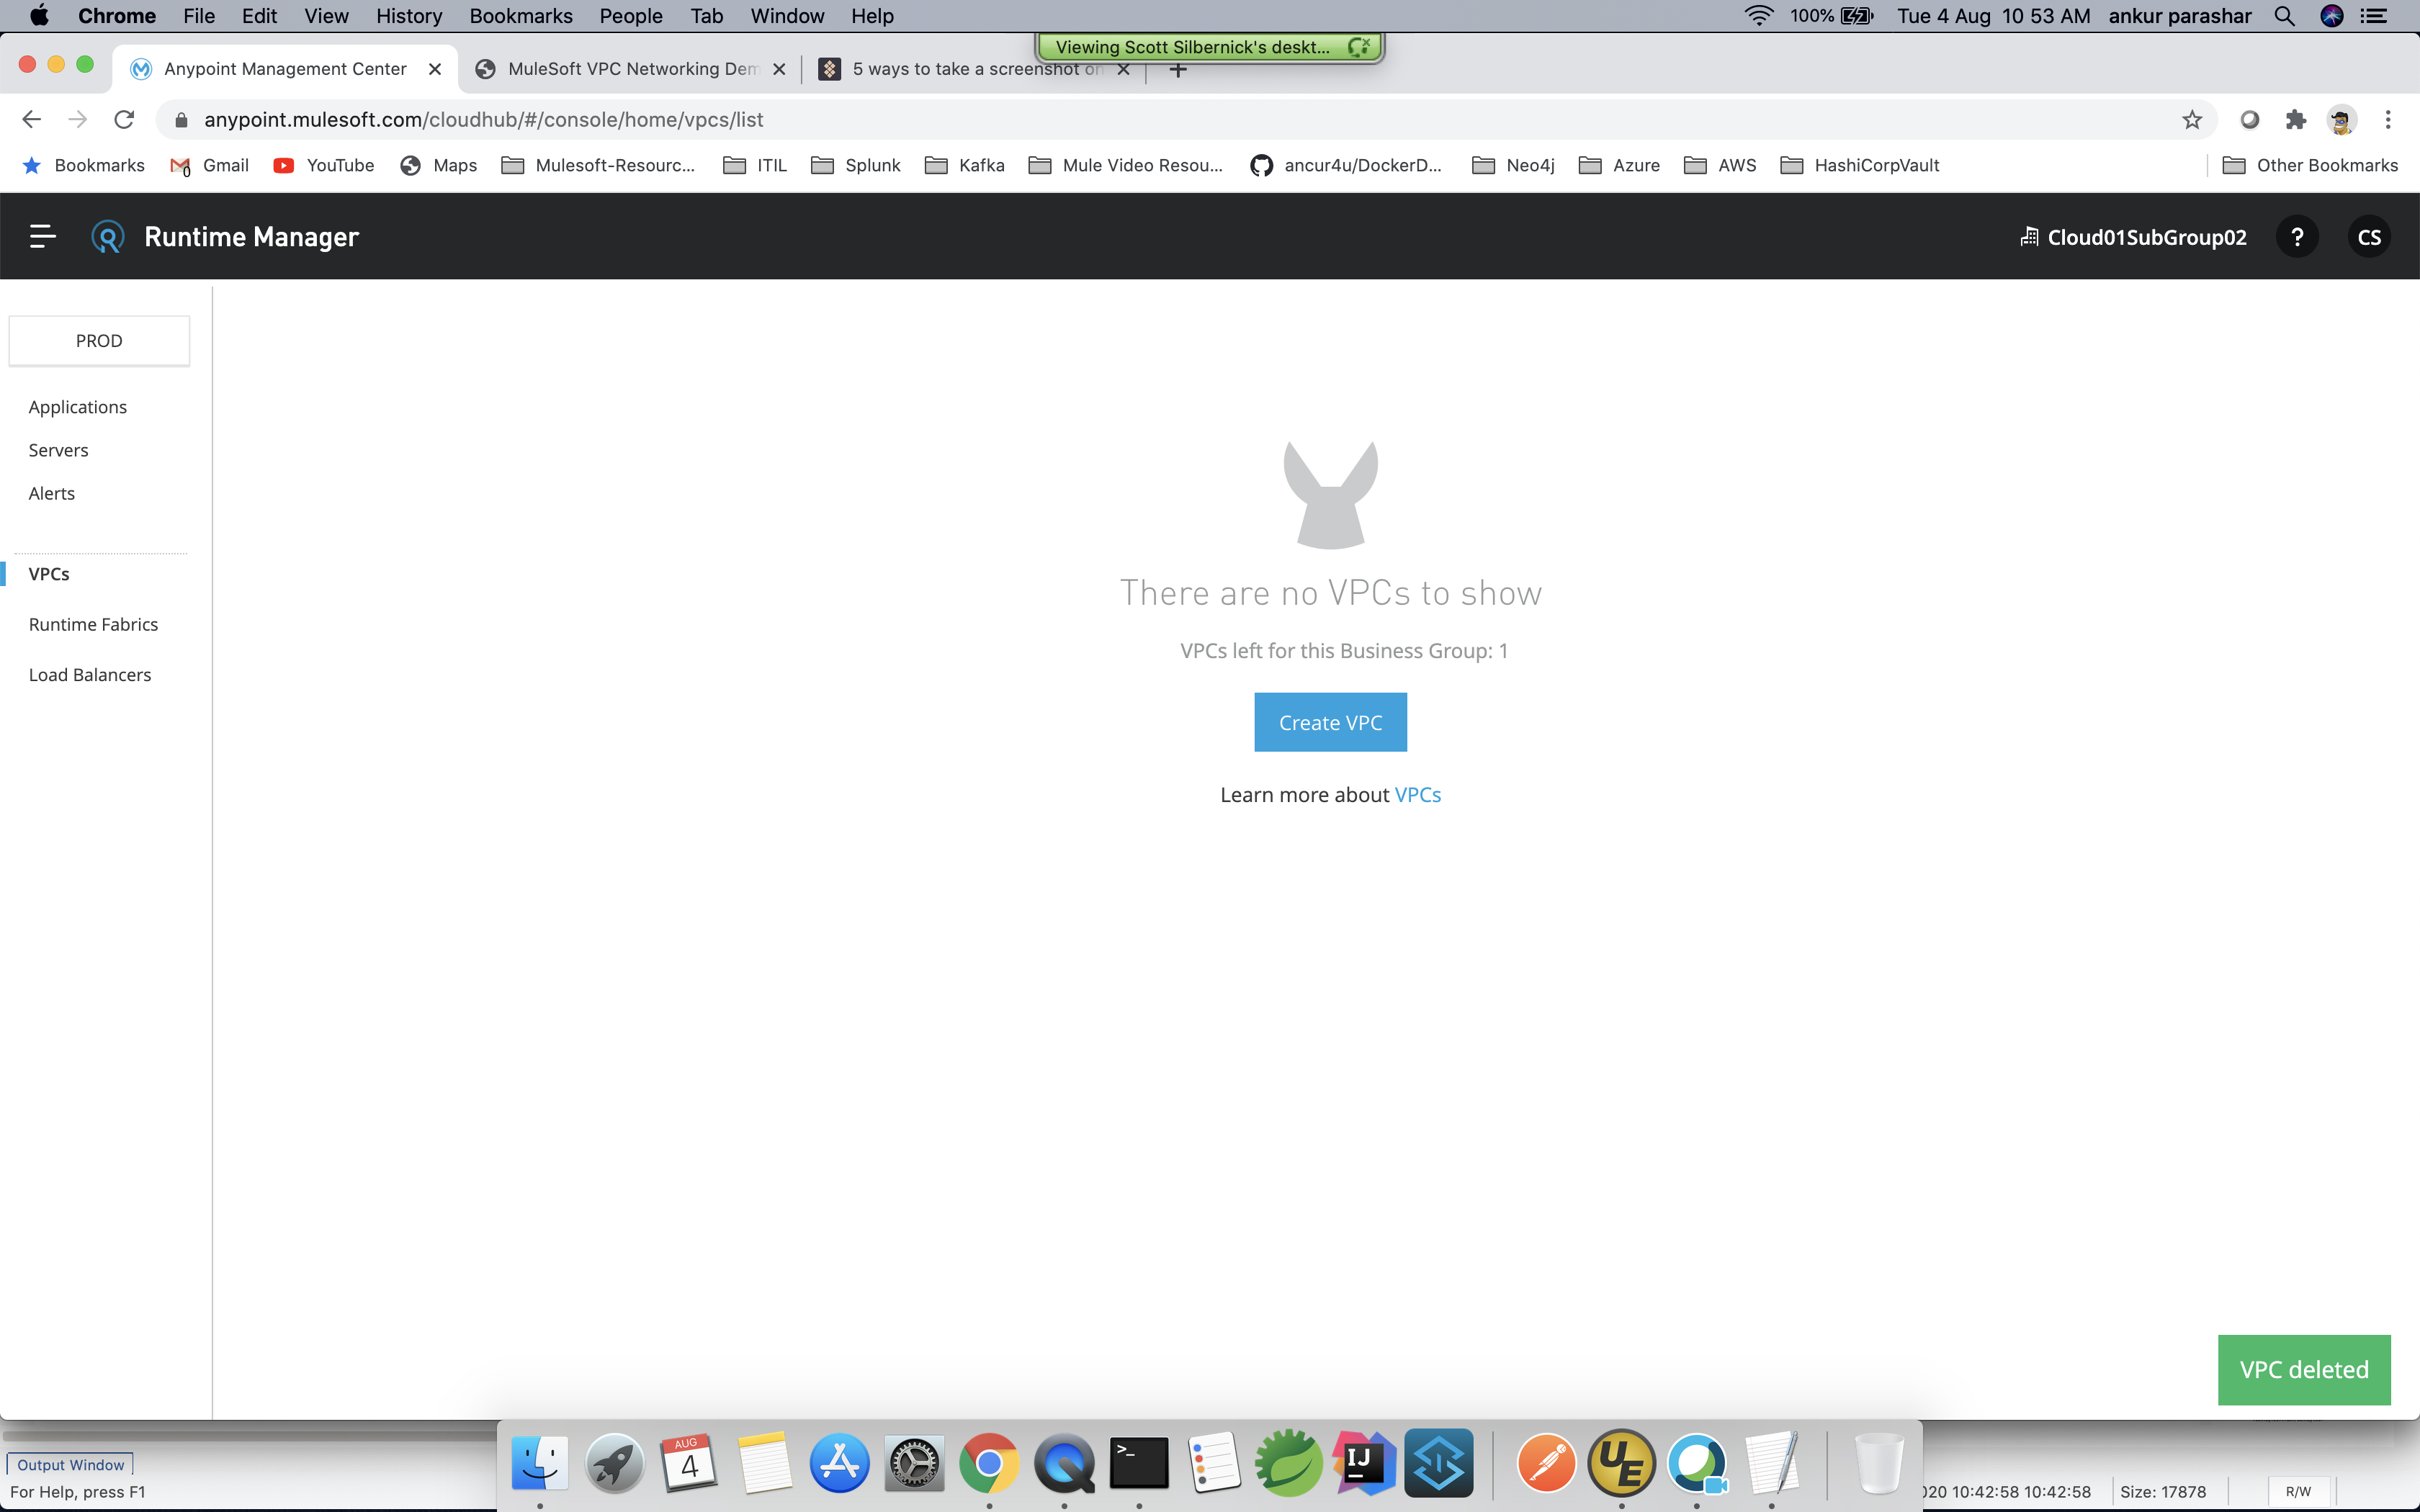 Chrome File Edit View History Bookmarks People Tab Window Help 100% Tue 4 Aug 10 53 AM ankur parashar
Viewing Scott Silbernick's deskt...
Anypoint Management Center MuleSoft VPC Networking Dem 5 ways to take a screenshot on
anypoint.mulesoft.com/cloudhub/#/console/home/vpcs/list
Bookmarks 0 Gmail YouTube Maps Mulesoft-Resourc... ITIL Splunk Kafka Mule Video Resou... ancur4u/DockerD... Neo4j Azure AWS HashiCorpVault Other Bookmarks
Runtime Manager Cloud01SubGroup02 ? CS
PROD
Applications
Servers
Alerts
VPCs
Runtime Fabrics
Load Balancers
There are no VPCs to show
VPCs left for this Business Group: 1
Create VPC
Learn more about VPCs
VPC deleted
AUG
4
>_
IJ
UE
Output Window
For Help, press F1
020 10:42:58 10:42:58 Size: 17878 R/W